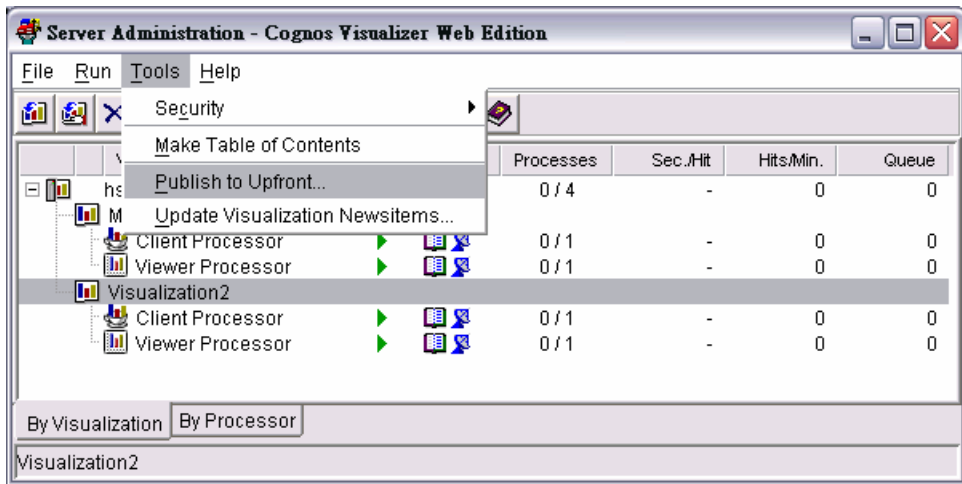 Server Administration - Cognos Visualizer Web Edition
File Run Tools Help
Security
Make Table of Contents
Publish to Upfront...
Update Visualization Newsitems...
Processes Sec./Hit Hits/Min. Queue
0 / 4 - 0 0
Client Processor 0 / 1 - 0 0
Viewer Processor 0 / 1 - 0 0
Visualization2
Client Processor 0 / 1 - 0 0
Viewer Processor 0 / 1 - 0 0
By Visualization By Processor
Visualization2